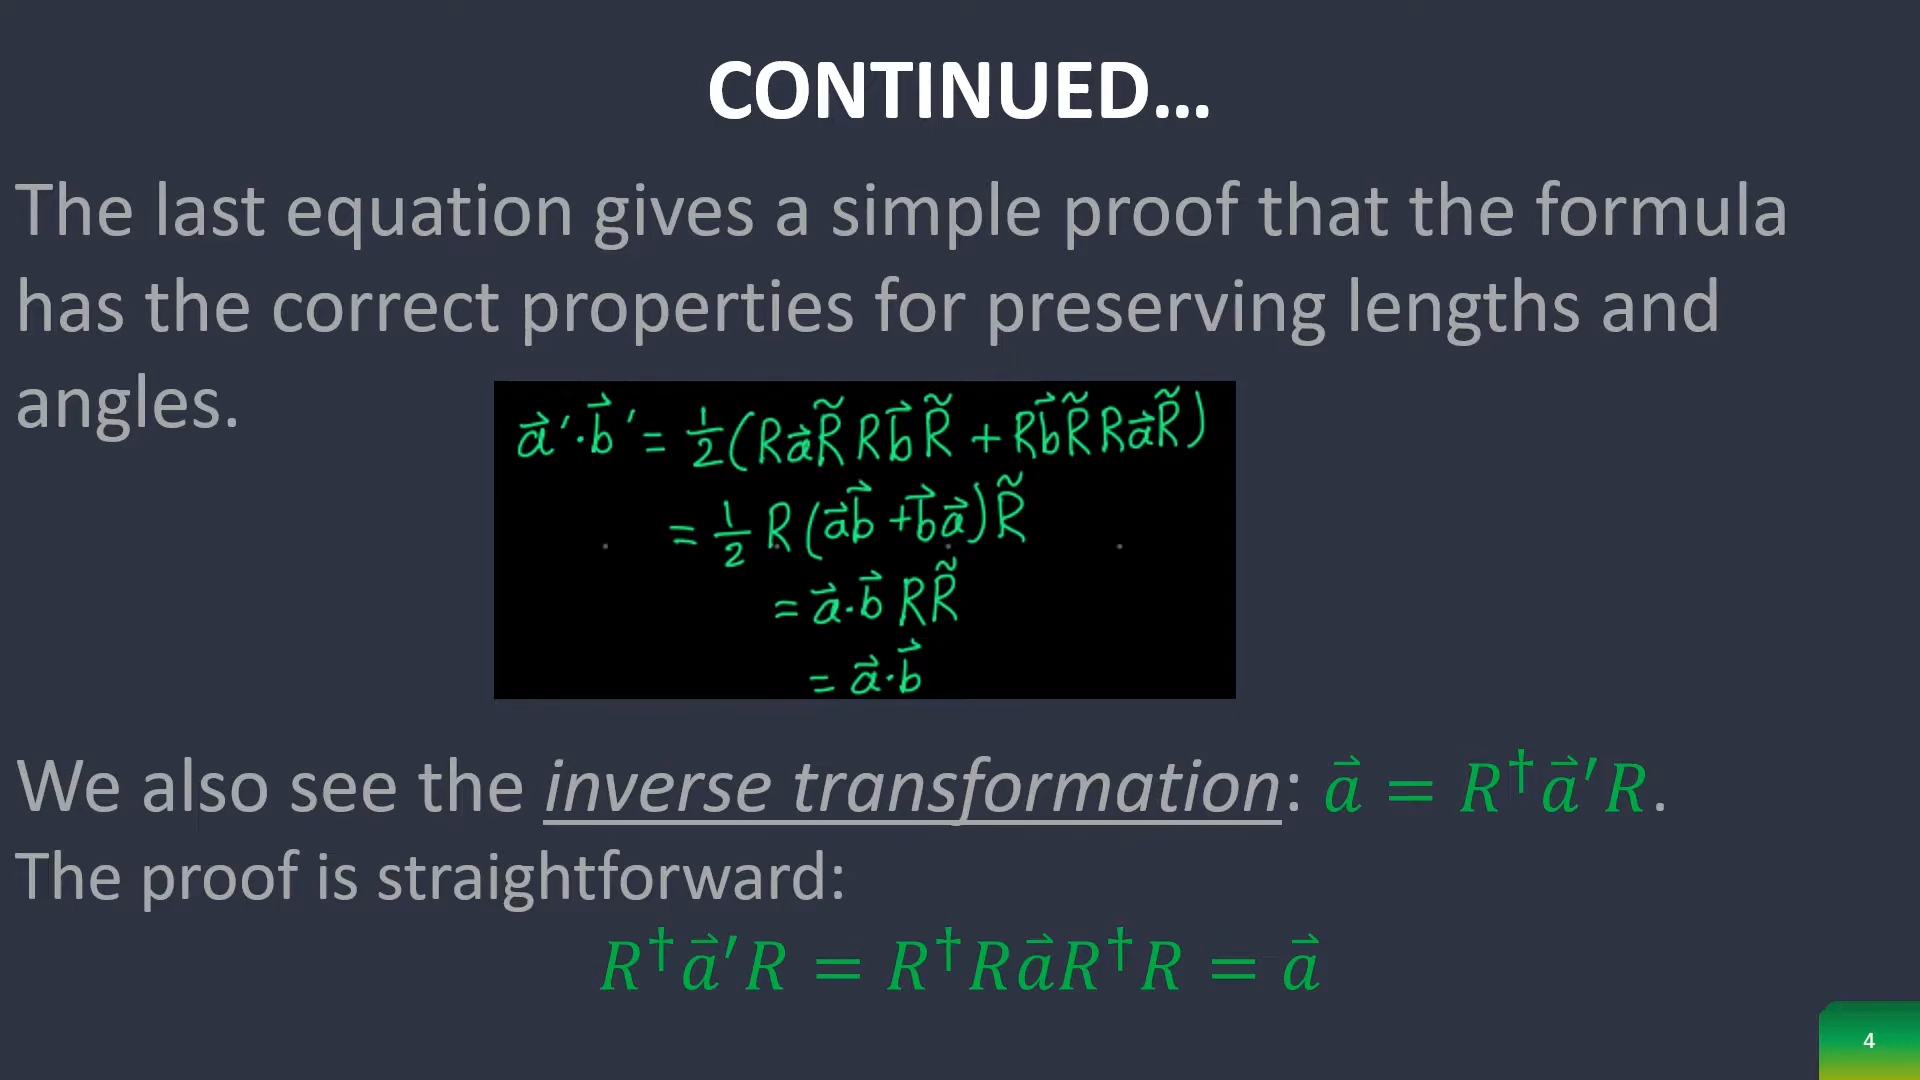 CONTINUED...
The last equation gives a simple proof that the formula
has the correct properties for preserving lengths and
angles.
a⃗′·b⃗′ = ½(Ra⃗R̃Rb⃗R̃ + Rb⃗R̃Ra⃗R̃)
= ½R(a⃗b⃗ + b⃗a⃗)R̃
= a⃗·b⃗ RR̃
= a⃗·b⃗
We also see the inverse transformation: a⃗ = R†a⃗′R.
The proof is straightforward:
R†a⃗′R = R†Ra⃗R†R = a⃗
4